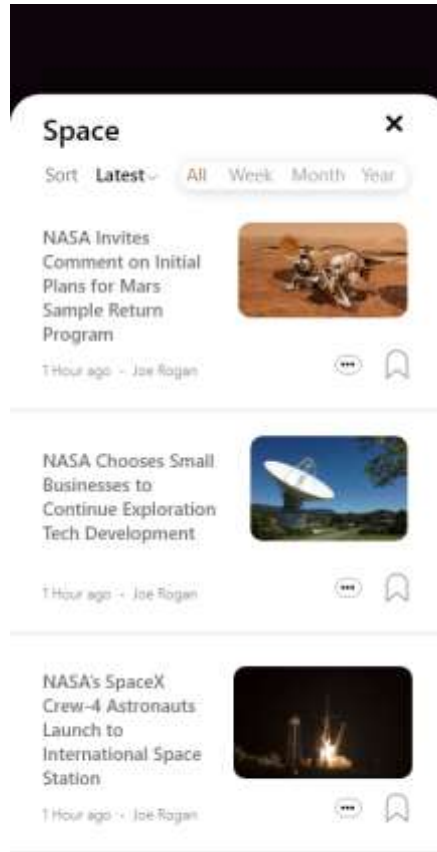 Space
Sort Latest All Week Month Year
NASA Invites
Comment on Initial
Plans for Mars
Sample Return
Program
1 Hour ago - Joe Rogan
NASA Chooses Small
Businesses to
Continue Exploration
Tech Development
1 Hour ago - Joe Rogan
NASA's SpaceX
Crew-4 Astronauts
Launch to
International Space
Station
1 Hour ago - Joe Rogan